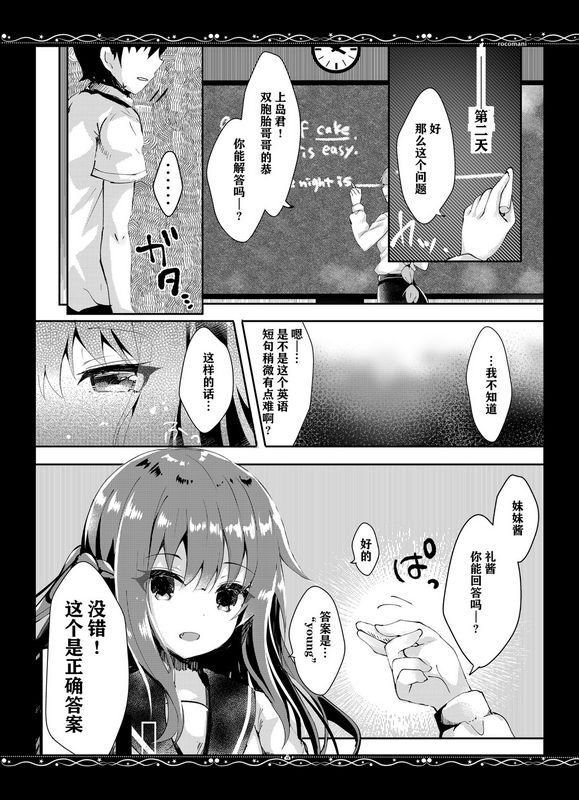 rocomani
第二天
好
那么这个问题
上岛君！
双胞胎哥哥的恭
你能解答吗—？
f cake
is easy.
night is
……
ガタ…
…我不知道
嗯—…
是不是这个英语
短句稍微有点难啊？
这样的话…
妹妹酱
礼酱
你能回答吗—？
ぱっ
好的
答案是…
“young”
没错！
这个是正确答案